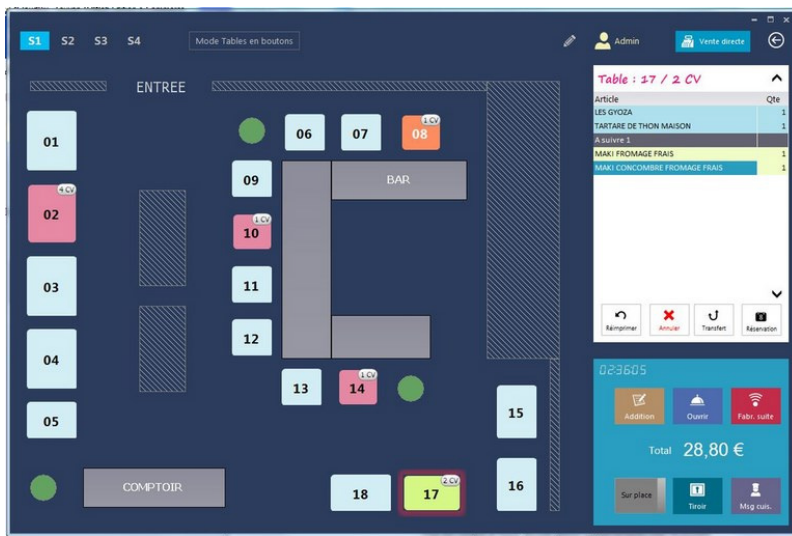 S1 S2 S3 S4 Mode Tables en boutons Admin Vente directe
ENTREE
01
02 4 CV
03
04
05
06
07
08 1 CV
09
10 1 CV
11
12
13
14 1 CV
15
16
17 2 CV
18
BAR
COMPTOIR
Table : 17 / 2 CV
Article Qte
LES GYOZA 1
TARTARE DE THON MAISON 1
A suivre 1
MAKI FROMAGE FRAIS 1
MAKI CONCOMBRE FROMAGE FRAIS 1
Réimprimer Annuler Transfert Réservation
023605
Addition Ouvrir Fabr. suite
Total 28,80 €
Sur place Tiroir Msg cuis.